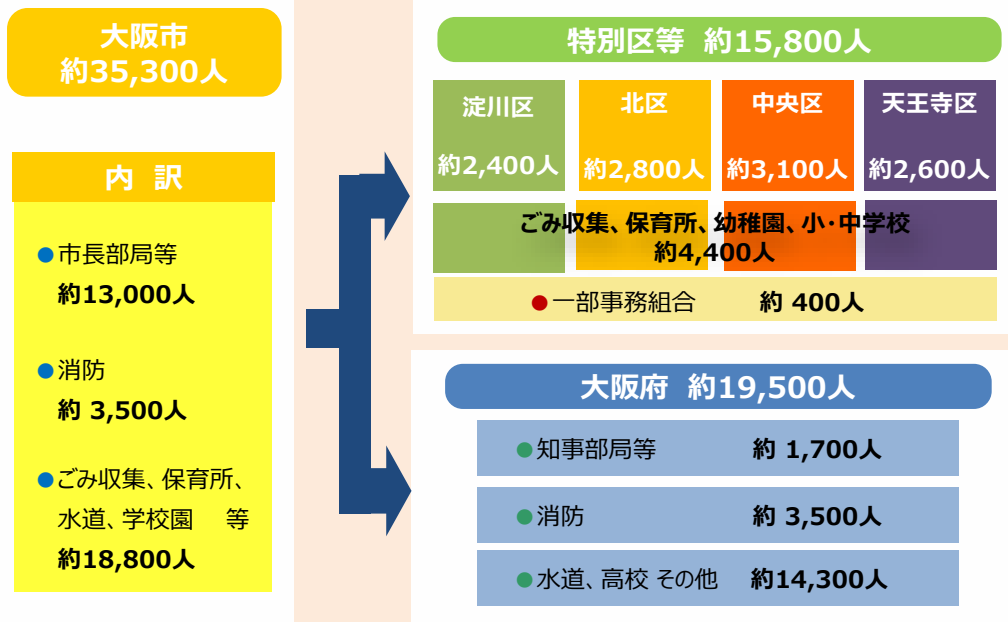 大阪市
約35,300人
内 訳
●市長部局等
約13,000人
●消防
約 3,500人
●ごみ収集、保育所、
水道、学校園 等
約18,800人
特別区等 約15,800人
淀川区
約2,400人
北区
約2,800人
中央区
約3,100人
天王寺区
約2,600人
ごみ収集、保育所、幼稚園、小・中学校
約4,400人
●一部事務組合 約 400人
大阪府 約19,500人
●知事部局等 約 1,700人
●消防 約 3,500人
●水道、高校 その他 約14,300人